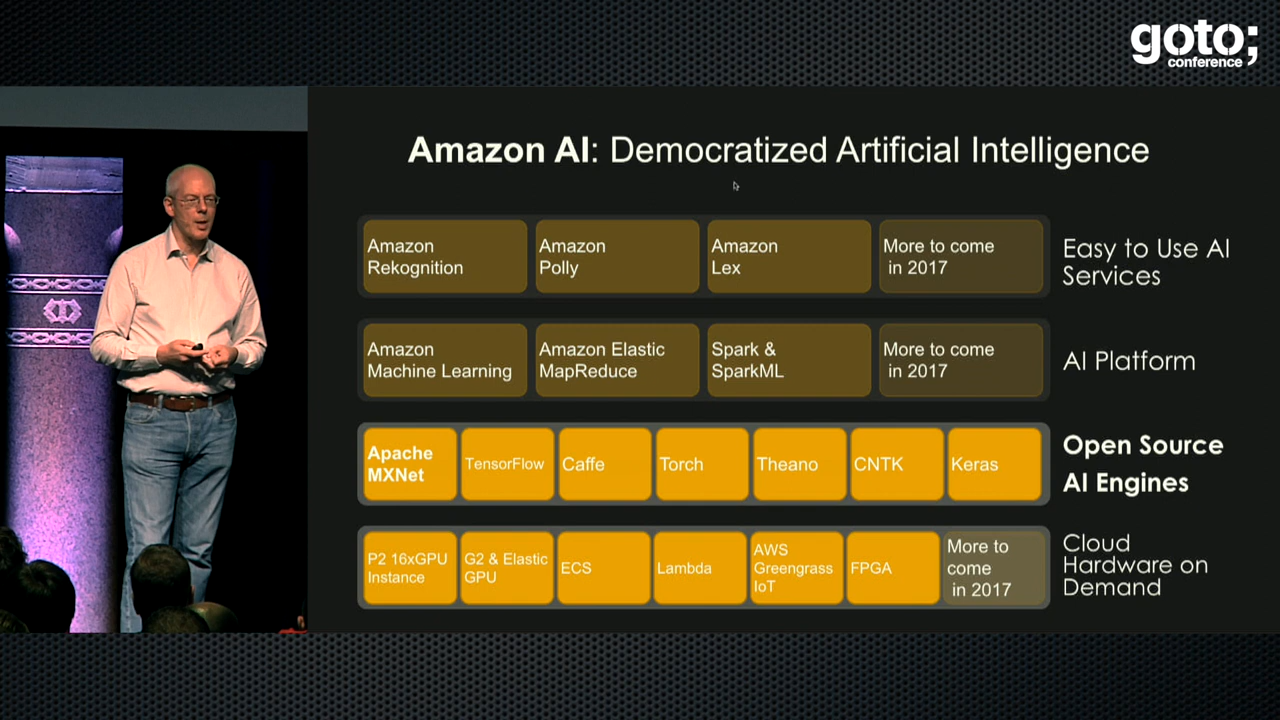 goto;
conference
Amazon AI: Democratized Artificial Intelligence
Amazon
Rekognition
Amazon
Polly
Amazon
Lex
More to come
in 2017
Easy to Use AI
Services
Amazon
Machine Learning
Amazon Elastic
MapReduce
Spark &
SparkML
More to come
in 2017
AI Platform
Apache
MXNet
TensorFlow
Caffe
Torch
Theano
CNTK
Keras
Open Source
AI Engines
P2 16xGPU
Instance
G2 & Elastic
GPU
ECS
Lambda
AWS
Greengrass
IoT
FPGA
More to
come
in 2017
Cloud
Hardware on
Demand